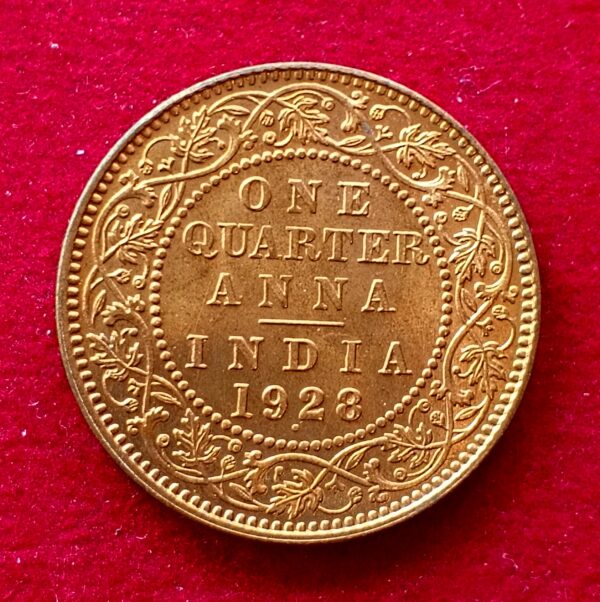 ONE
QUARTER
ANNA
INDIA
1928